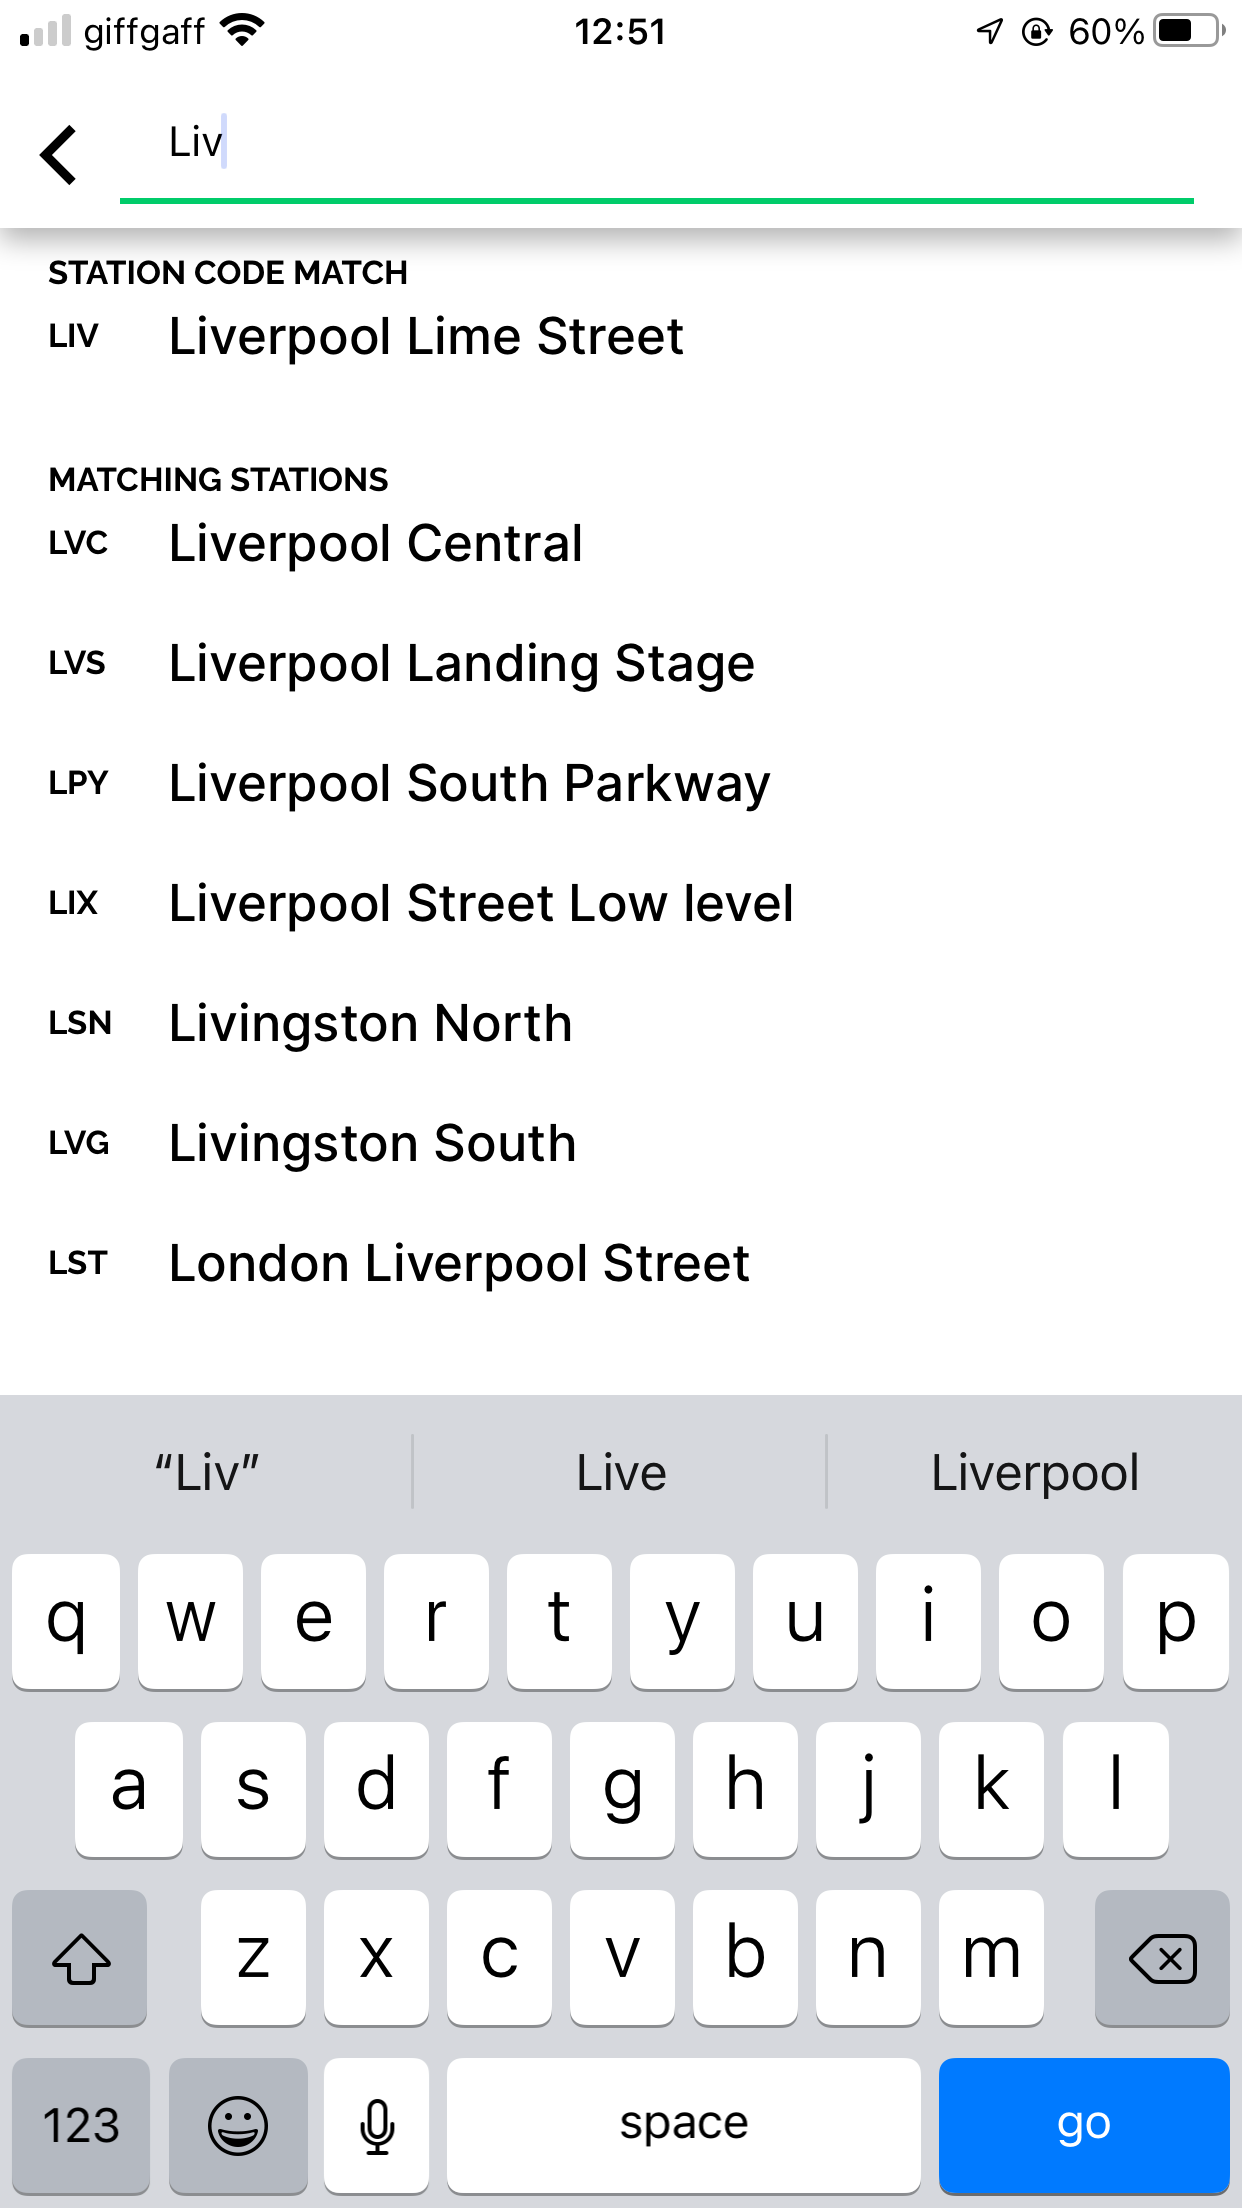 giffgaff 12:51 60%
Liv
STATION CODE MATCH
LIV Liverpool Lime Street
MATCHING STATIONS
LVC Liverpool Central
LVS Liverpool Landing Stage
LPY Liverpool South Parkway
LIX Liverpool Street Low level
LSN Livingston North
LVG Livingston South
LST London Liverpool Street
“Liv” Live Liverpool
q w e r t y u i o p
a s d f g h j k l
z x c v b n m
123 space go